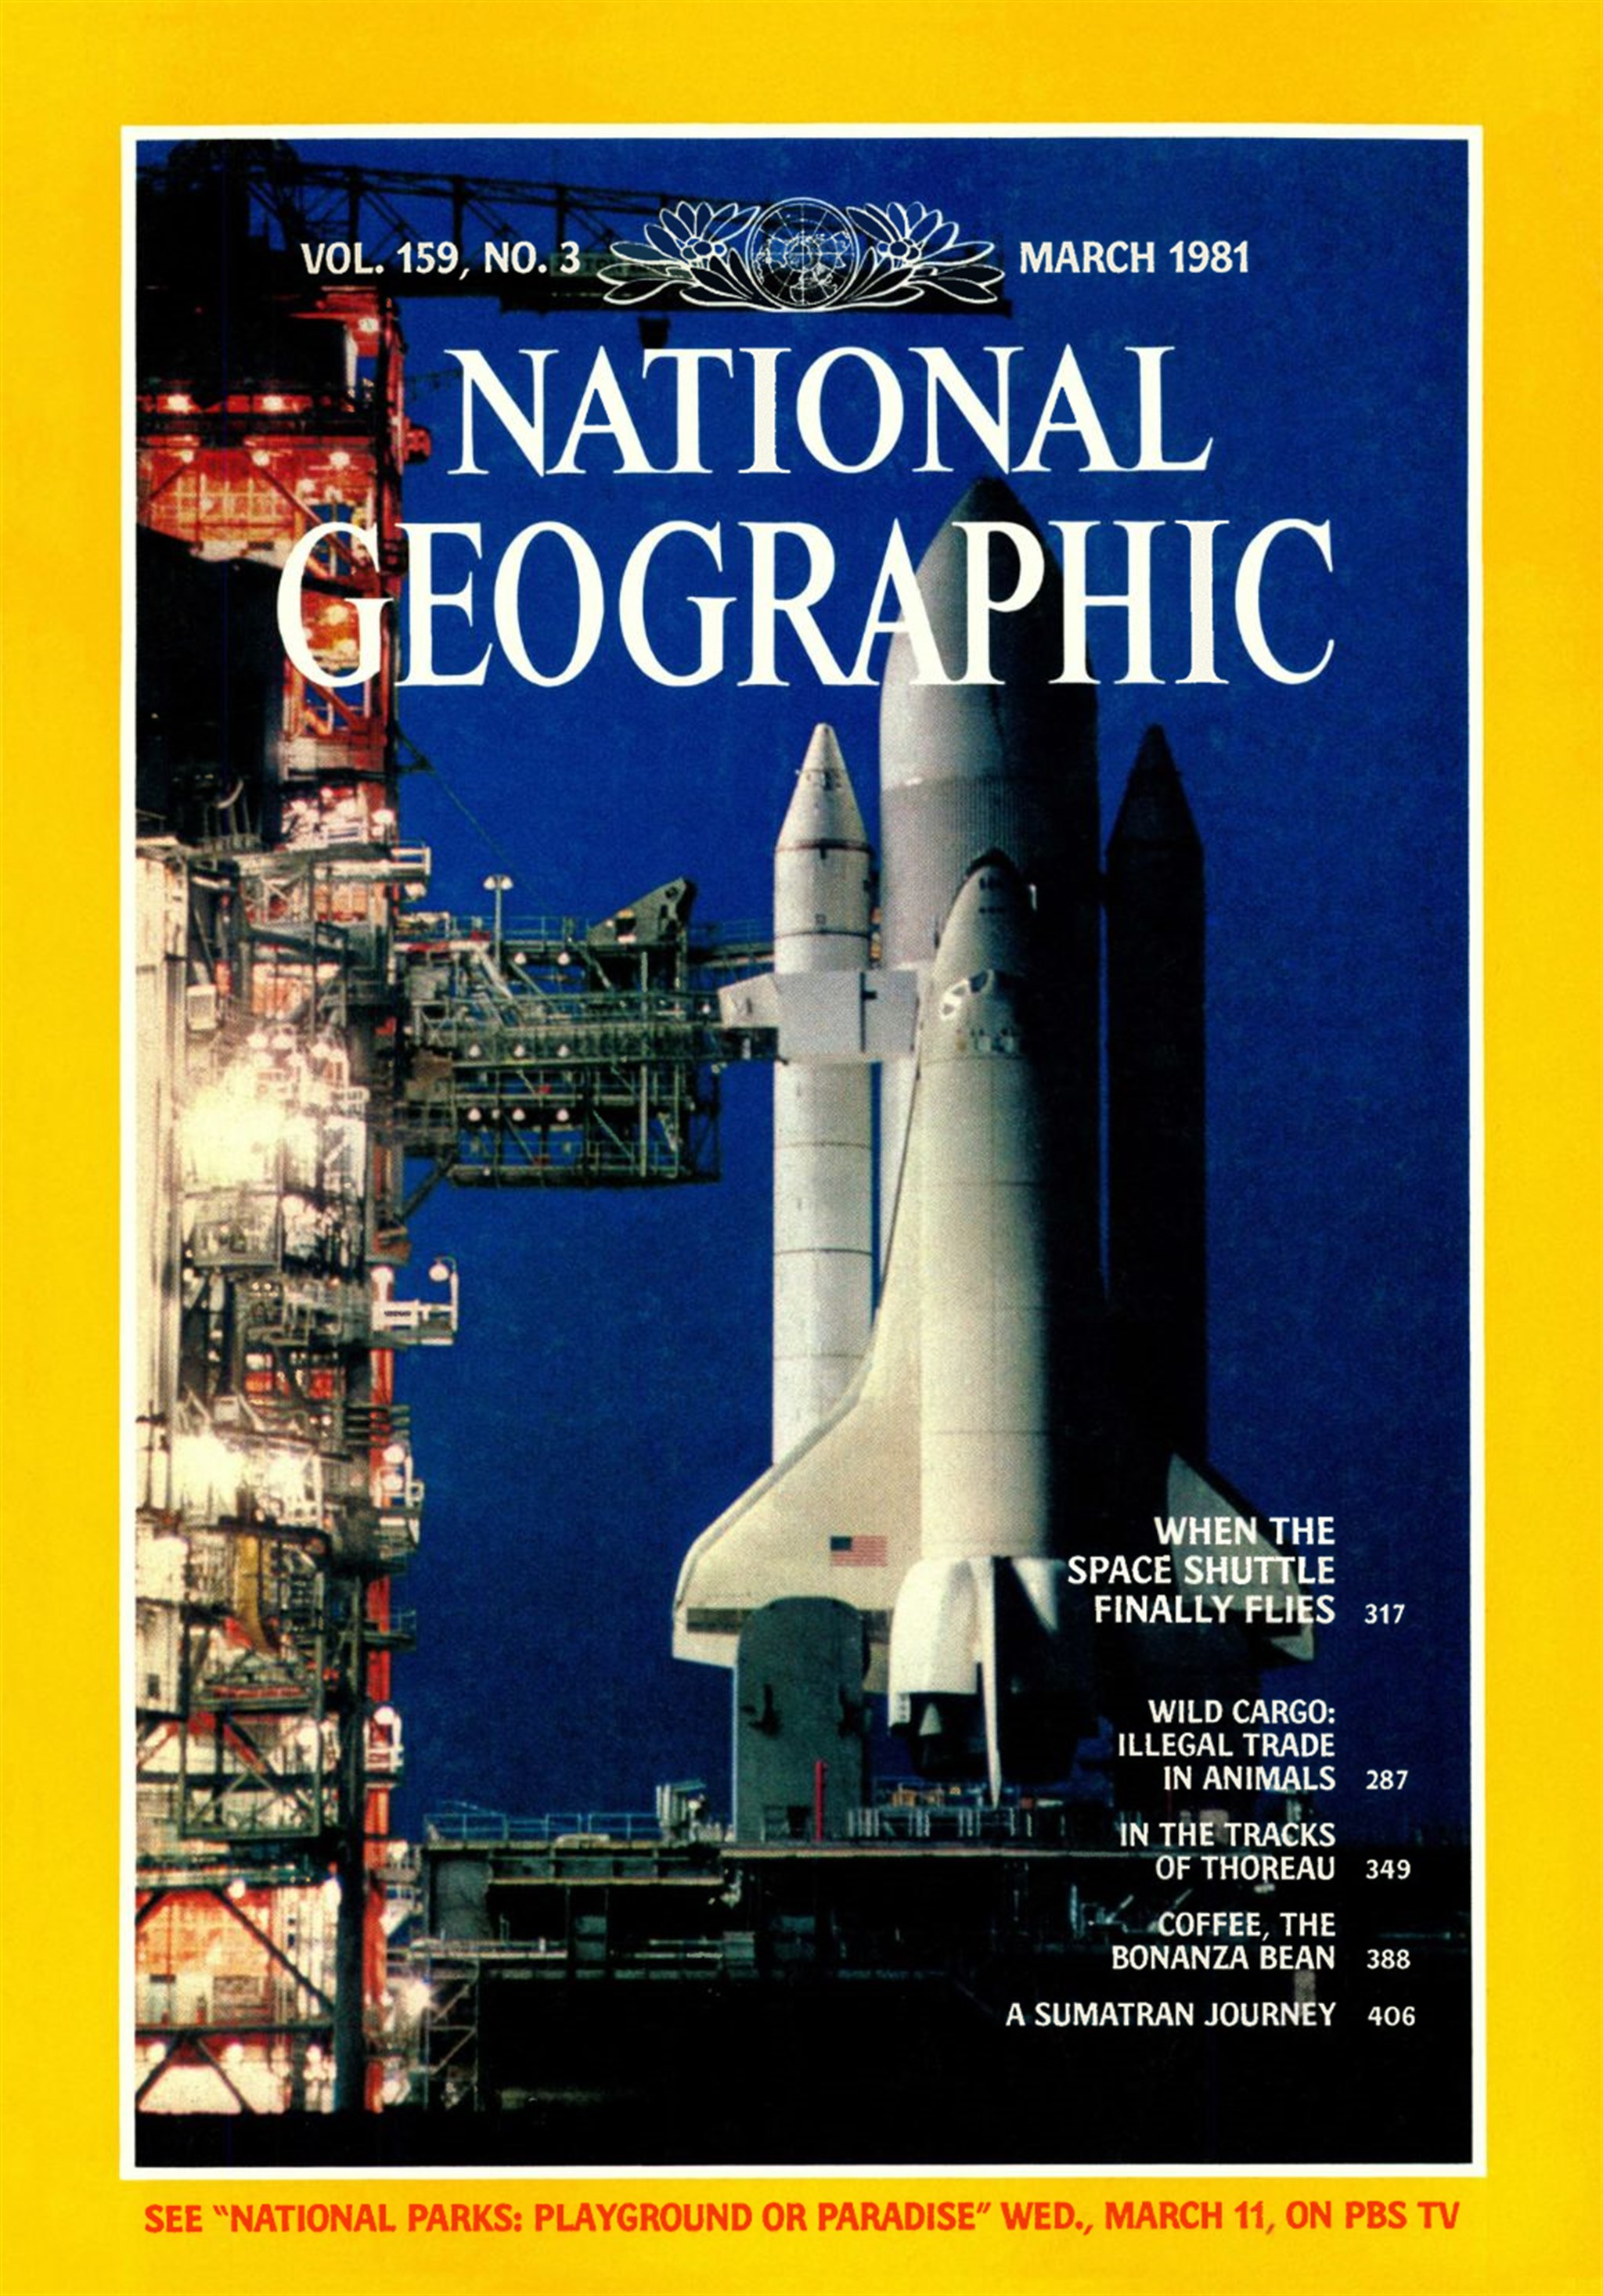 VOL. 159, NO. 3 MARCH 1981
NATIONAL
GEOGRAPHIC
WHEN THE
SPACE SHUTTLE
FINALLY FLIES 317
WILD CARGO:
ILLEGAL TRADE
IN ANIMALS 287
IN THE TRACKS
OF THOREAU 349
COFFEE, THE
BONANZA BEAN 388
A SUMATRAN JOURNEY 406
SEE "NATIONAL PARKS: PLAYGROUND OR PARADISE" WED., MARCH 11, ON PBS TV